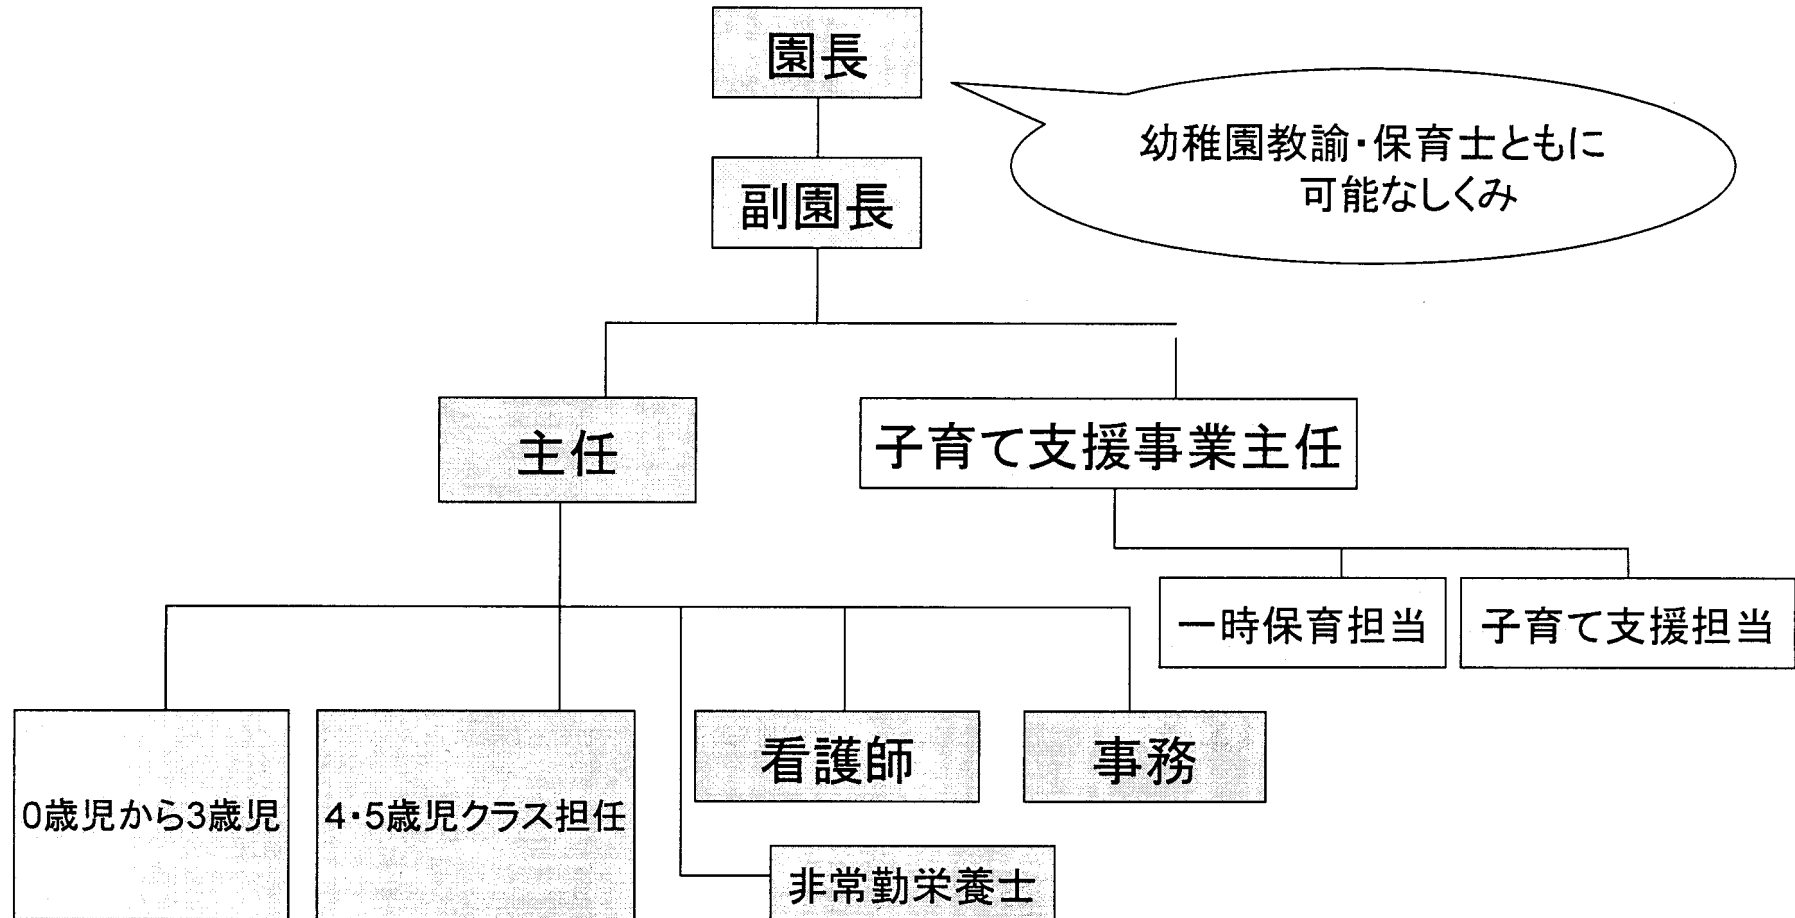 園長
幼稚園教諭・保育士ともに
可能なしくみ
副園長
主任
子育て支援事業主任
一時保育担当
子育て支援担当
0歳児から3歳児
4・5歳児クラス担任
看護師
事務
非常勤栄養士